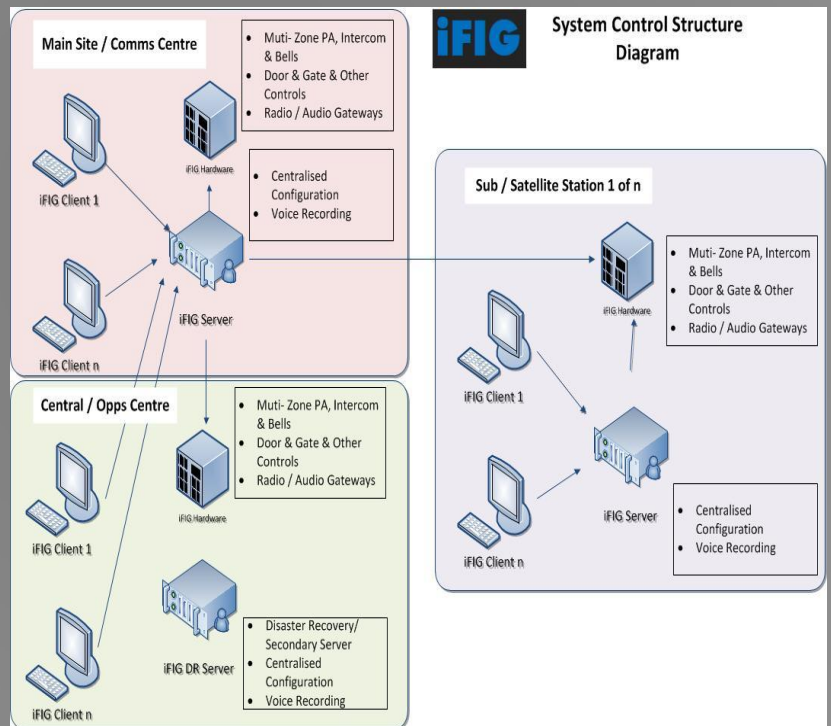 iFIG
System Control Structure
Diagram
Main Site / Comms Centre
• Muti- Zone PA, Intercom
& Bells
• Door & Gate & Other
Controls
• Radio / Audio Gateways
iFIG Hardware
iFIG Client 1
• Centralised
Configuration
• Voice Recording
iFIG Server
iFIG Client n
Central / Opps Centre
• Muti- Zone PA, Intercom
& Bells
• Door & Gate & Other
Controls
• Radio / Audio Gateways
iFIG Hardware
iFIG Client 1
iFIG DR Server
• Disaster Recovery/
Secondary Server
• Centralised
Configuration
• Voice Recording
iFIG Client n
Sub / Satellite Station 1 of n
iFIG Hardware
• Muti- Zone PA, Intercom
& Bells
• Door & Gate & Other
Controls
• Radio / Audio Gateways
iFIG Client 1
iFIG Server
iFIG Client n
• Centralised
Configuration
• Voice Recording